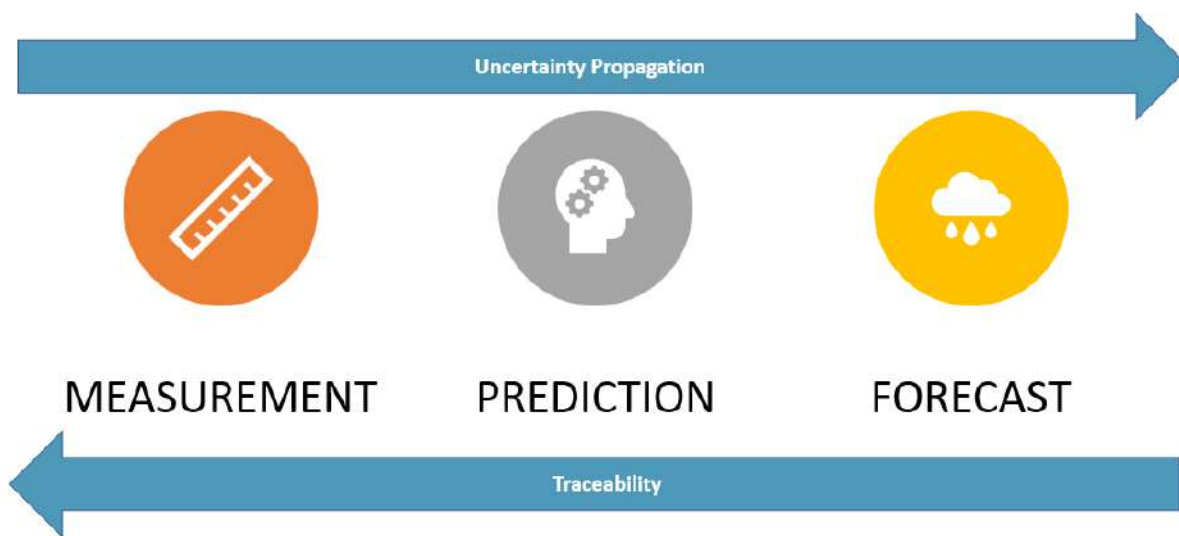 Uncertainty Propagation
MEASUREMENT
PREDICTION
FORECAST
Traceability